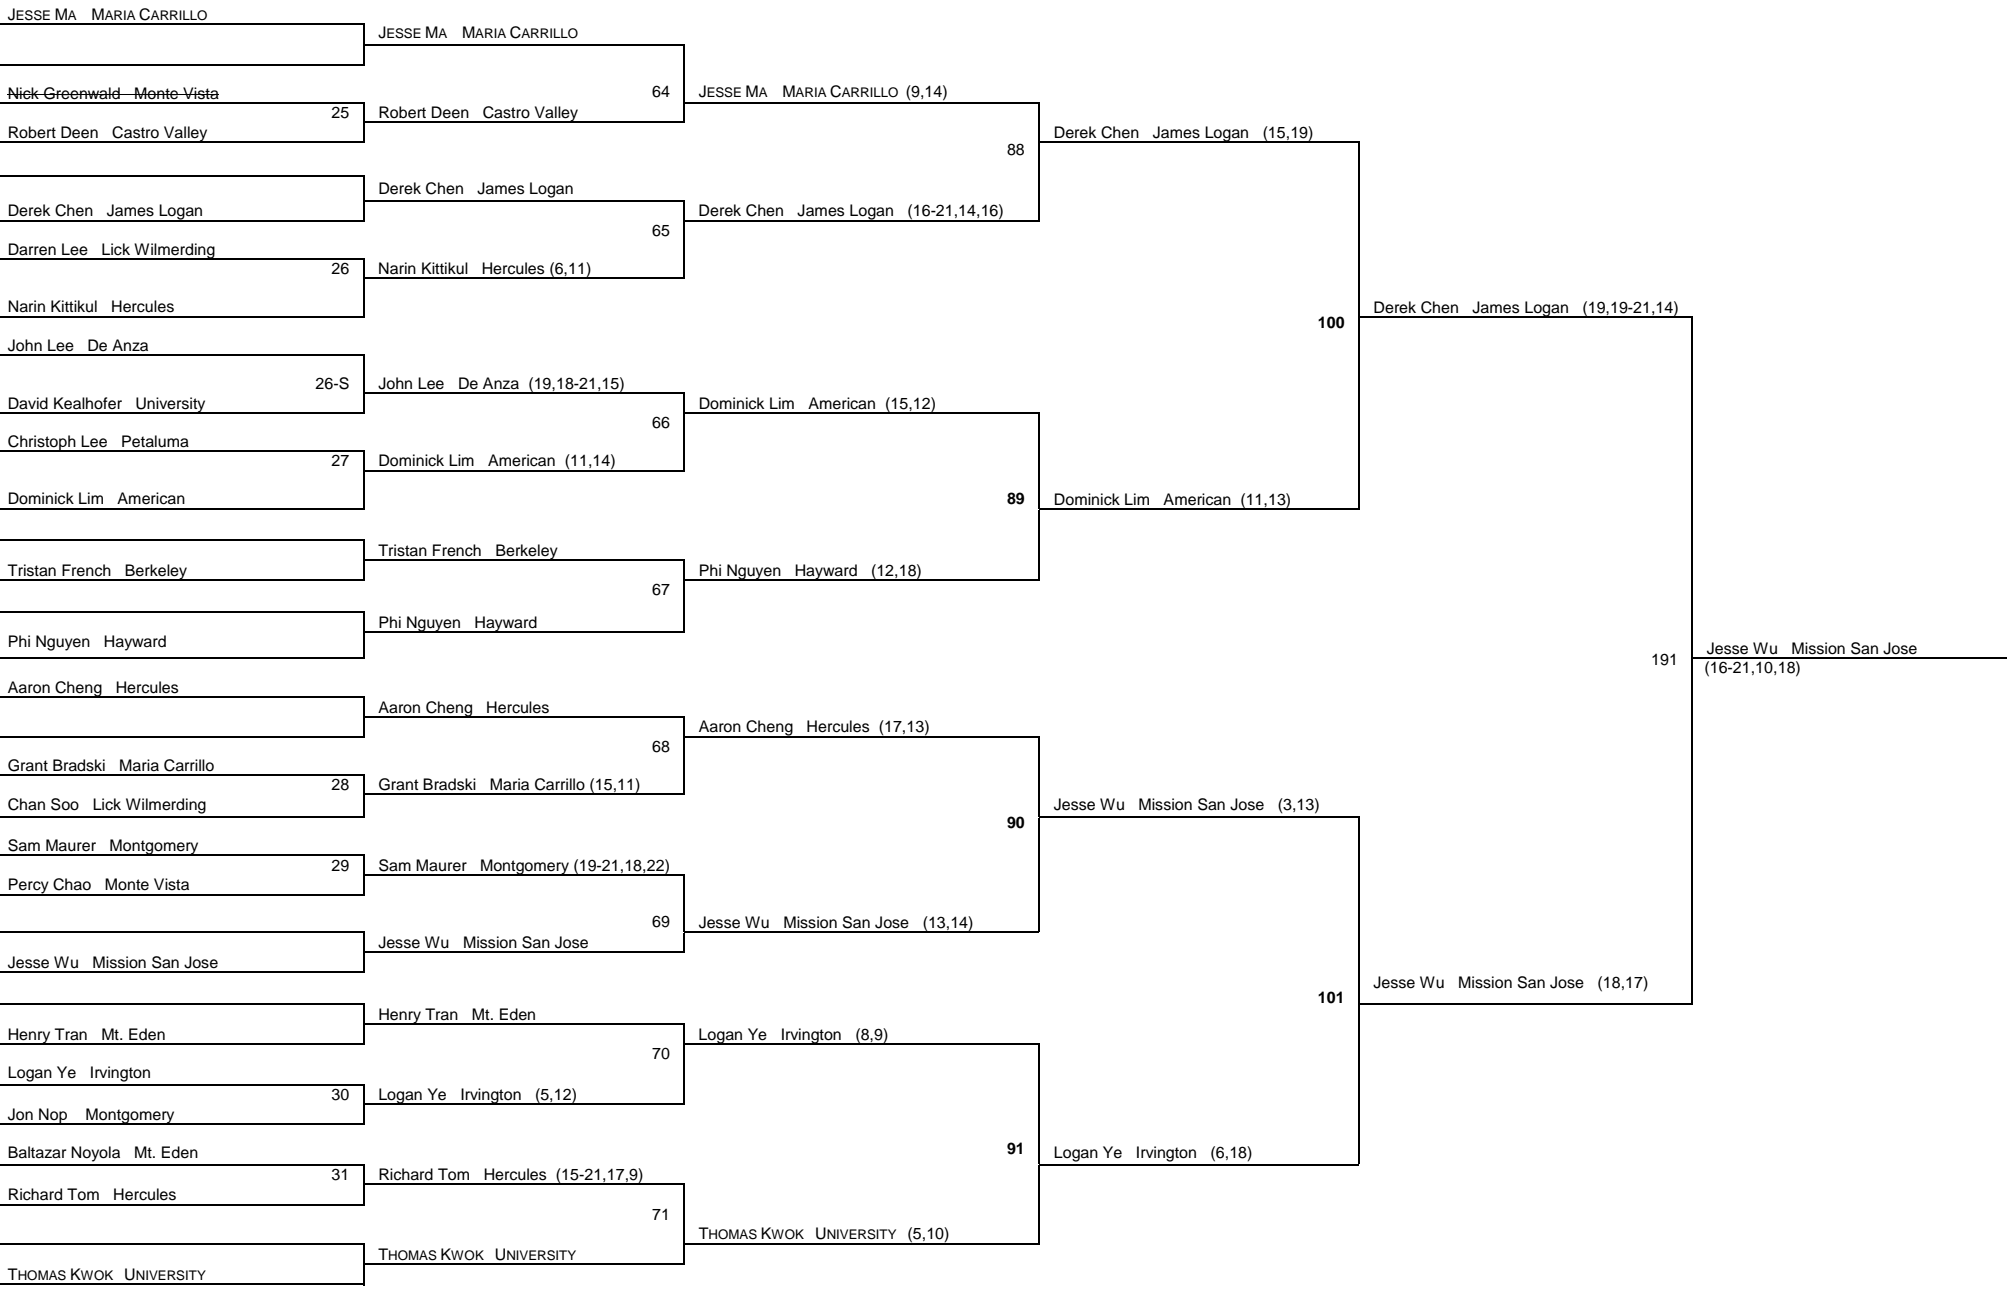 JESSE MA MARIA CARRILLO
Nick Greenwald Monte Vista
25
Robert Deen Castro Valley
Derek Chen James Logan
Darren Lee Lick Wilmerding
26
Narin Kittikul Hercules
John Lee De Anza
26-S
David Kealhofer University
Christoph Lee Petaluma
27
Dominick Lim American
Tristan French Berkeley
Phi Nguyen Hayward
Aaron Cheng Hercules
Grant Bradski Maria Carrillo
28
Chan Soo Lick Wilmerding
Sam Maurer Montgomery
29
Percy Chao Monte Vista
Jesse Wu Mission San Jose
Henry Tran Mt. Eden
Logan Ye Irvington
30
Jon Nop Montgomery
Baltazar Noyola Mt. Eden
31
Richard Tom Hercules
THOMAS KWOK UNIVERSITY
JESSE MA MARIA CARRILLO
64
Robert Deen Castro Valley
Derek Chen James Logan
65
Narin Kittikul Hercules (6,11)
John Lee De Anza (19,18-21,15)
66
Dominick Lim American (11,14)
Tristan French Berkeley
67
Phi Nguyen Hayward
Aaron Cheng Hercules
68
Grant Bradski Maria Carrillo (15,11)
Sam Maurer Montgomery (19-21,18,22)
69
Jesse Wu Mission San Jose
Henry Tran Mt. Eden
70
Logan Ye Irvington (5,12)
Richard Tom Hercules (15-21,17,9)
71
THOMAS KWOK UNIVERSITY
JESSE MA MARIA CARRILLO (9,14)
88
Derek Chen James Logan (16-21,14,16)
Dominick Lim American (15,12)
89
Phi Nguyen Hayward (12,18)
Aaron Cheng Hercules (17,13)
90
Jesse Wu Mission San Jose (13,14)
Logan Ye Irvington (8,9)
91
THOMAS KWOK UNIVERSITY (5,10)
Derek Chen James Logan (15,19)
100
Dominick Lim American (11,13)
Jesse Wu Mission San Jose (3,13)
101
Logan Ye Irvington (6,18)
Derek Chen James Logan (19,19-21,14)
191
Jesse Wu Mission San Jose (18,17)
Jesse Wu Mission San Jose
(16-21,10,18)